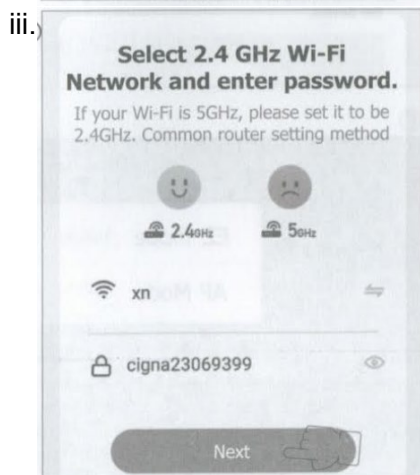 iii.)
Select 2.4 GHz Wi-Fi
Network and enter password.
If your Wi-Fi is 5GHz, please set it to be
2.4GHz. Common router setting method
2.4GHz 5GHz
xn
cigna23069399
Next